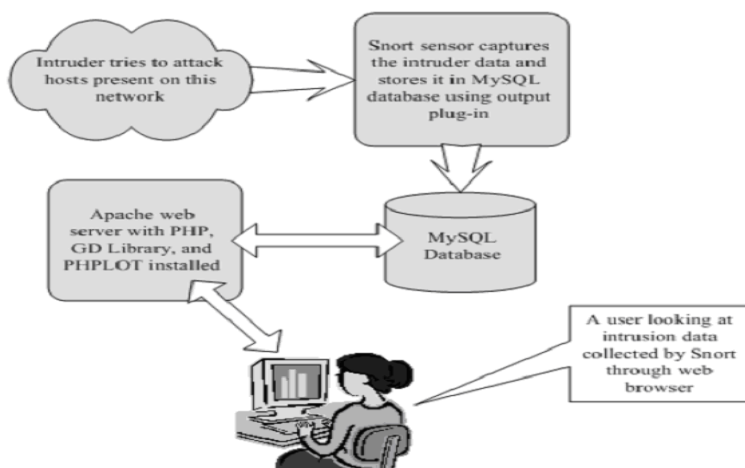 Intruder tries to attack
hosts present on this
network
Snort sensor captures
the intruder data and
stores it in MySQL
database using output
plug-in
Apache web
server with PHP,
GD Library, and
PHPLOT installed
MySQL
Database
A user looking at
intrusion data
collected by Snort
through web
browser